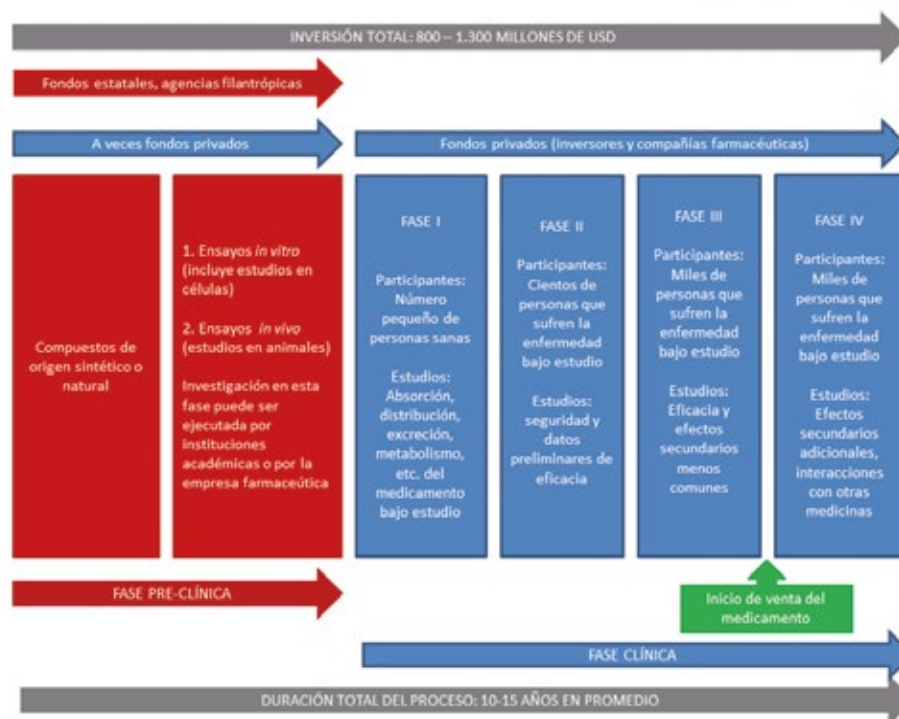 INVERSIÓN TOTAL: 800 – 1.300 MILLONES DE USD
Fondos estatales, agencias filantrópicas
A veces fondos privados
Fondos privados (inversores y compañías farmacéuticas)
Compuestos de
origen sintético o
natural
1. Ensayos in vitro
(incluye estudios en
células)
2. Ensayos in vivo
(estudios en animales)
Investigación en esta
fase puede ser
ejecutada por
instituciones
académicas o por la
empresa farmaceútica
FASE I
Participantes:
Número
pequeño de
personas sanas
Estudios:
Absorción,
distribución,
excreción,
metabolismo,
etc. del
medicamento
bajo estudio
FASE II
Participantes:
Cientos de
personas que
sufren la
enfermedad
bajo estudio
Estudios:
seguridad y
datos
preliminares de
eficacia
FASE III
Participantes:
Miles de
personas que
sufren la
enfermedad
bajo estudio
Estudios:
Eficacia y
efectos
secundarios
menos
comunes
FASE IV
Participantes:
Miles de
personas que
sufren la
enfermedad
bajo estudio
Estudios:
Efectos
secundarios
adicionales,
interacciones
con otras
medicinas
FASE PRE-CLÍNICA
Inicio de venta del
medicamento
FASE CLÍNICA
DURACIÓN TOTAL DEL PROCESO: 10-15 AÑOS EN PROMEDIO